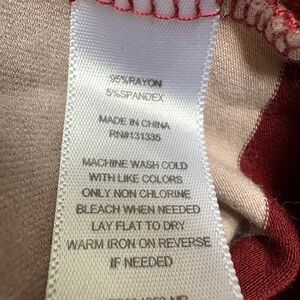 95%RAYON
5%SPANDEX
MADE IN CHINA
RN#131335
MACHINE WASH COLD
WITH LIKE COLORS
ONLY NON CHLORINE
BLEACH WHEN NEEDED
LAY FLAT TO DRY
WARM IRON ON REVERSE
IF NEEDED